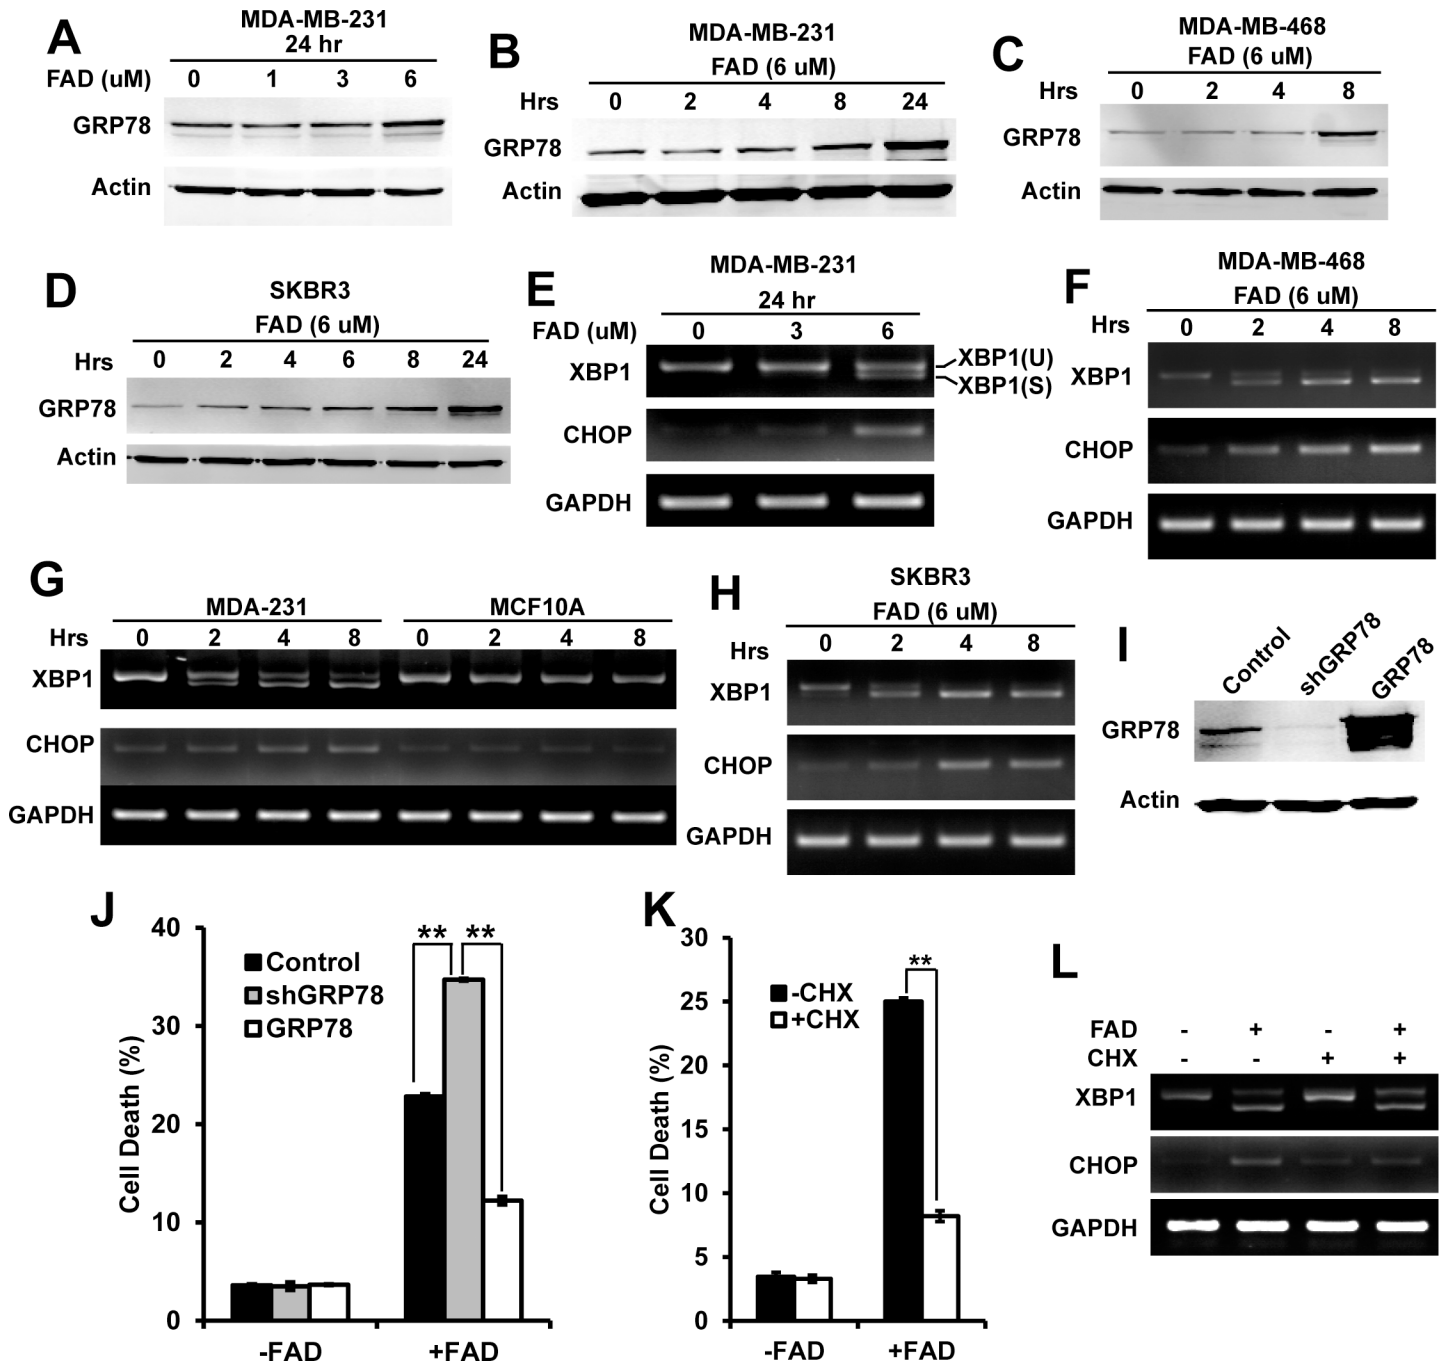 A
MDA-MB-231
24 hr
FAD (uM) 0 1 3 6
GRP78
Actin
B
MDA-MB-231
FAD (6 uM)
Hrs 0 2 4 8 24
GRP78
Actin
C
MDA-MB-468
FAD (6 uM)
Hrs 0 2 4 8
GRP78
Actin
D
SKBR3
FAD (6 uM)
Hrs 0 2 4 6 8 24
GRP78
Actin
E
MDA-MB-231
24 hr
FAD (uM) 0 3 6
XBP1
XBP1(U)
XBP1(S)
CHOP
GAPDH
F
MDA-MB-468
FAD (6 uM)
Hrs 0 2 4 8
XBP1
CHOP
GAPDH
G
MDA-231 MCF10A
Hrs 0 2 4 8 0 2 4 8
XBP1
CHOP
GAPDH
H
SKBR3
FAD (6 uM)
Hrs 0 2 4 8
XBP1
CHOP
GAPDH
I
Control shGRP78 GRP78
GRP78
Actin
J
Cell Death (%)
40
30
20
10
0
Control
shGRP78
GRP78
** **
-FAD +FAD
K
Cell Death (%)
30
25
20
15
10
5
0
-CHX
+CHX
**
-FAD +FAD
L
FAD - + - +
CHX - - + +
XBP1
CHOP
GAPDH